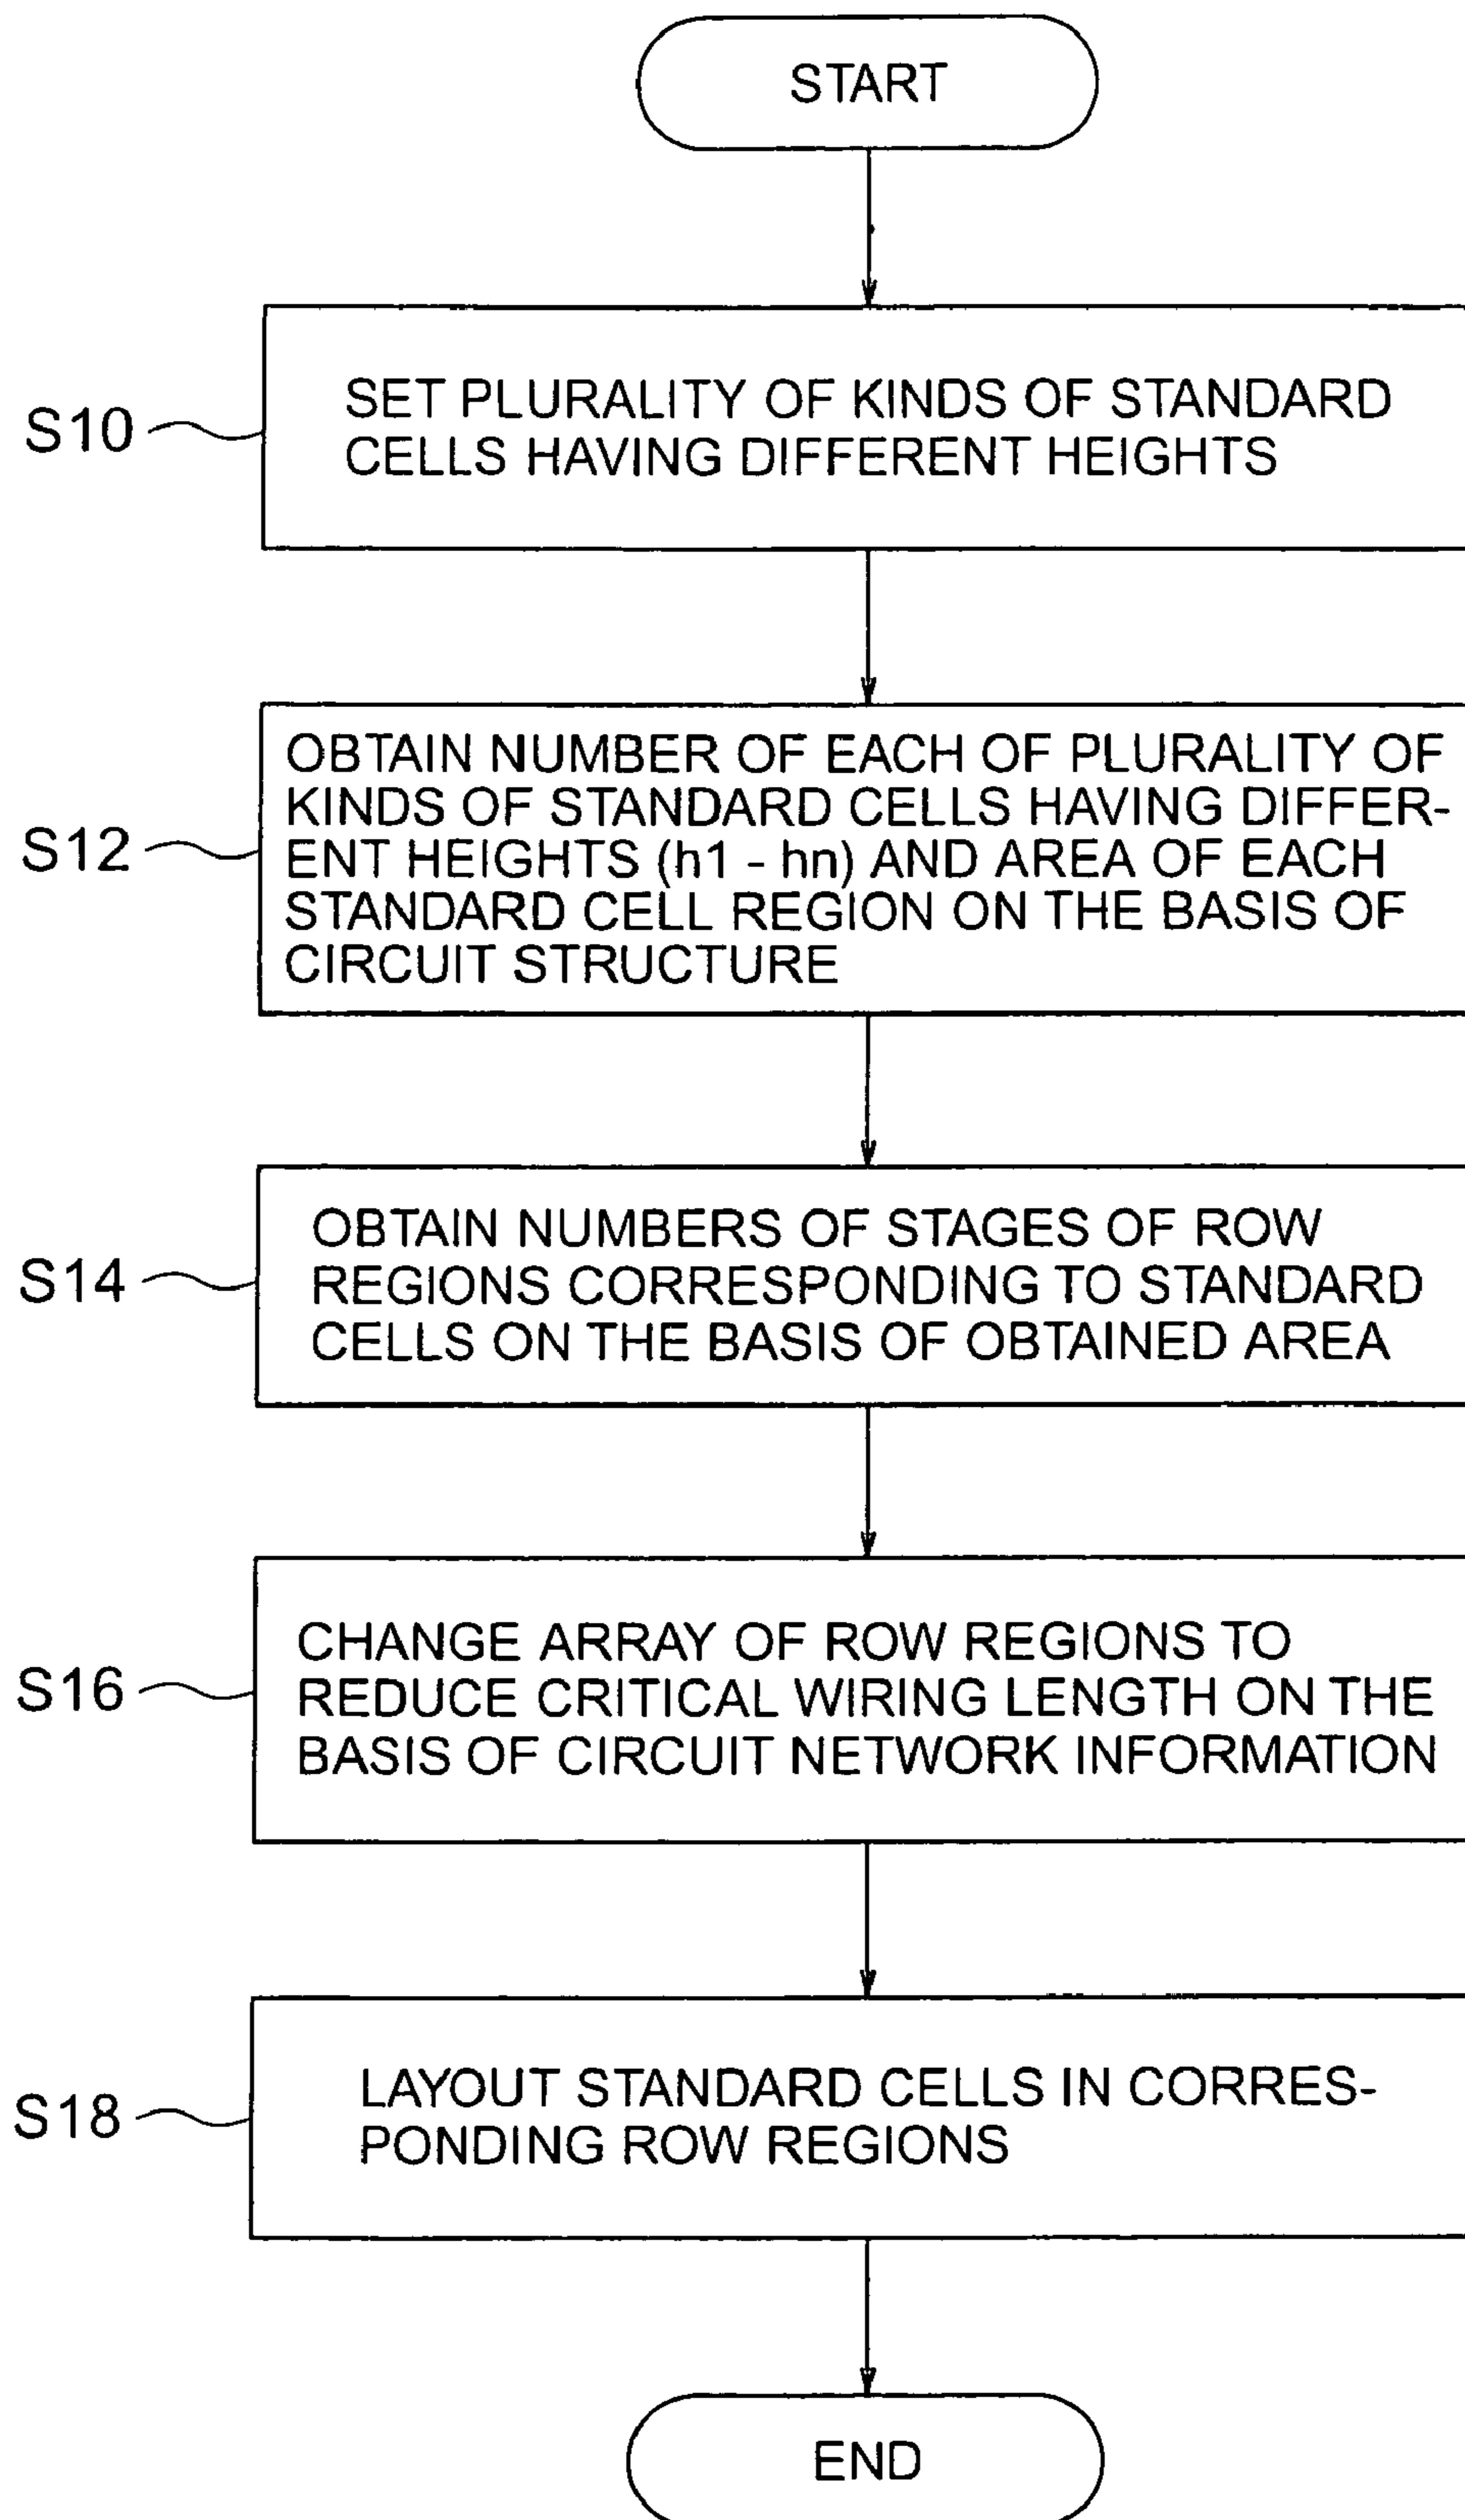 START
S10
SET PLURALITY OF KINDS OF STANDARD
CELLS HAVING DIFFERENT HEIGHTS
S12
OBTAIN NUMBER OF EACH OF PLURALITY OF
KINDS OF STANDARD CELLS HAVING DIFFER-
ENT HEIGHTS (h1 - hn) AND AREA OF EACH
STANDARD CELL REGION ON THE BASIS OF
CIRCUIT STRUCTURE
S14
OBTAIN NUMBERS OF STAGES OF ROW
REGIONS CORRESPONDING TO STANDARD
CELLS ON THE BASIS OF OBTAINED AREA
S16
CHANGE ARRAY OF ROW REGIONS TO
REDUCE CRITICAL WIRING LENGTH ON THE
BASIS OF CIRCUIT NETWORK INFORMATION
S18
LAYOUT STANDARD CELLS IN CORRES-
PONDING ROW REGIONS
END